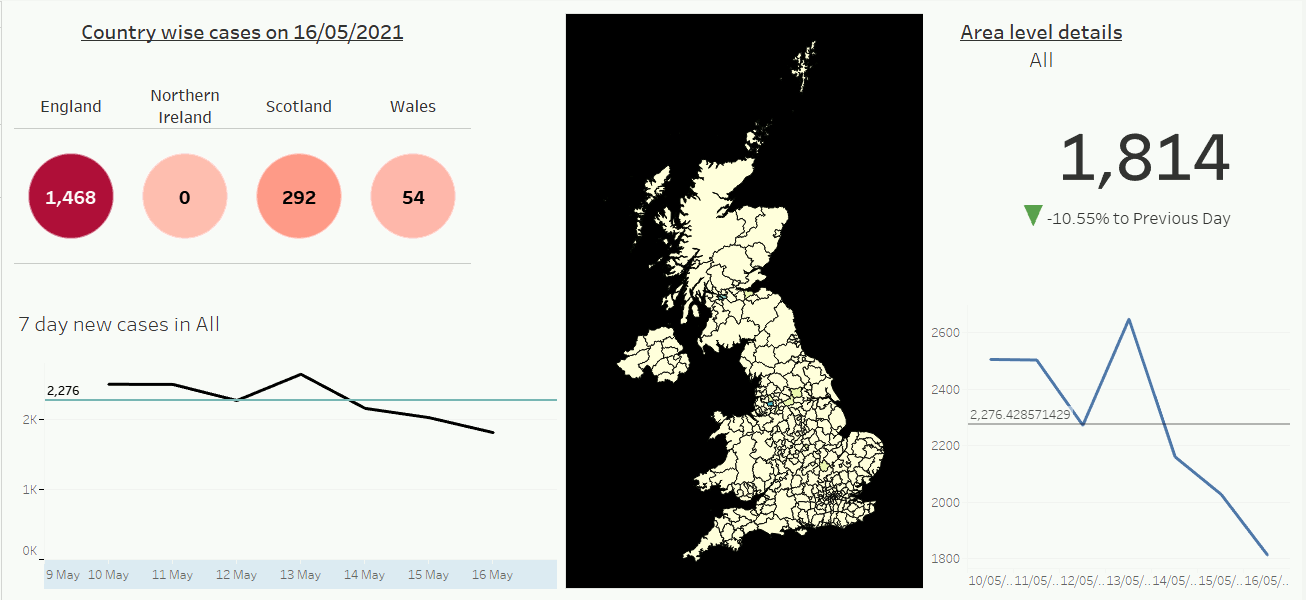 Country wise cases on 16/05/2021
England
Northern
Ireland
Scotland
Wales
1,468
0
292
54
7 day new cases in All
2,276
2K
1K
0K
9 May 10 May 11 May 12 May 13 May 14 May 15 May 16 May
Area level details
All
1,814
-10.55% to Previous Day
2600
2400
2,276.428571429
2200
2000
1800
10/05/.. 11/05/.. 12/05/.. 13/05/.. 14/05/.. 15/05/.. 16/05/..